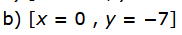 b) [x = 0 , y = −7]